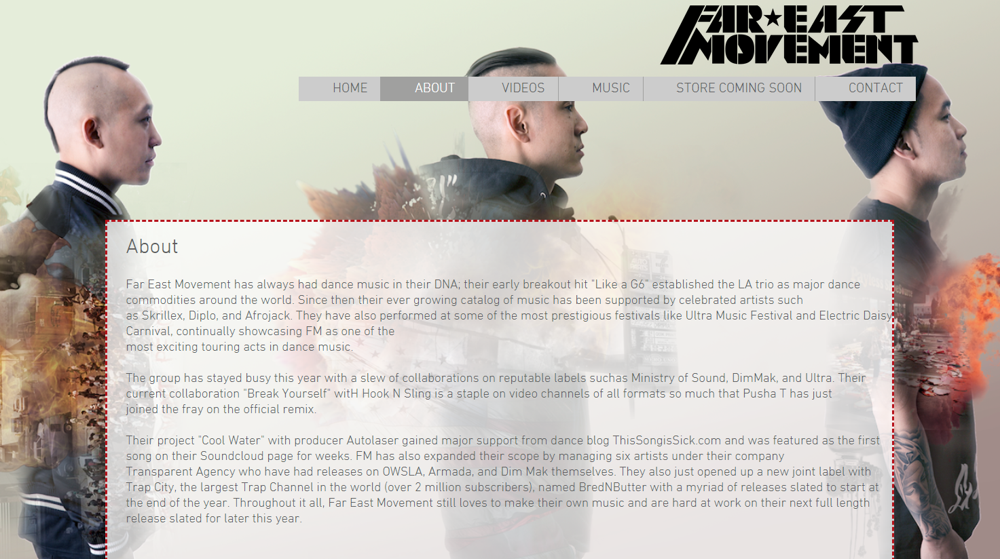 FAR★EAST
MOVEMENT
HOME ABOUT VIDEOS MUSIC STORE COMING SOON CONTACT
About
Far East Movement has always had dance music in their DNA; their early breakout hit "Like a G6" established the LA trio as major dance
commodities around the world. Since then their ever growing catalog of music has been supported by celebrated artists such
as Skrillex, Diplo, and Afrojack. They have also performed at some of the most prestigious festivals like Ultra Music Festival and Electric Daisy
Carnival, continually showcasing FM as one of the
most exciting touring acts in dance music.
The group has stayed busy this year with a slew of collaborations on reputable labels suchas Ministry of Sound, DimMak, and Ultra. Their
current collaboration "Break Yourself" witH Hook N Sling is a staple on video channels of all formats so much that Pusha T has just
joined the fray on the official remix.
Their project "Cool Water" with producer Autolaser gained major support from dance blog ThisSongisSick.com and was featured as the first
song on their Soundcloud page for weeks. FM has also expanded their scope by managing six artists under their company
Transparent Agency who have had releases on OWSLA, Armada, and Dim Mak themselves. They also just opened up a new joint label with
Trap City, the largest Trap Channel in the world (over 2 million subscribers), named BredNButter with a myriad of releases slated to start at
the end of the year. Throughout it all, Far East Movement still loves to make their own music and are hard at work on their next full length
release slated for later this year.